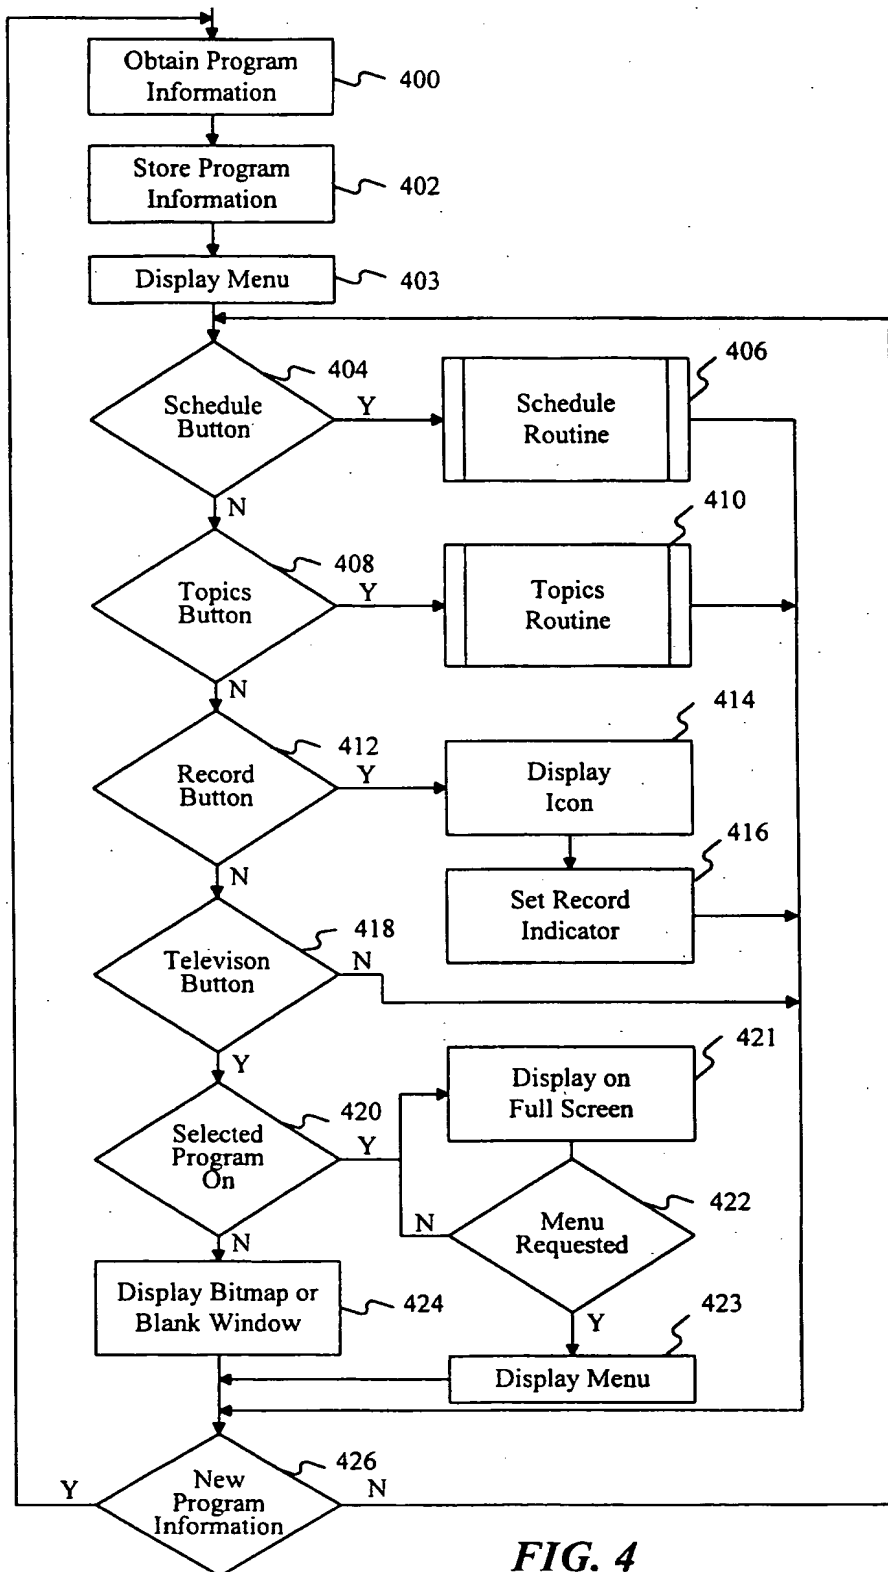 Obtain Program
Information
400
Store Program
Information
402
Display Menu
403
404
Schedule
Button
Y
N
406
Schedule
Routine
408
Topics
Button
Y
N
410
Topics
Routine
412
Record
Button
Y
N
414
Display
Icon
416
Set Record
Indicator
418
Televison
Button
N
Y
420
Selected
Program
On
Y
N
421
Display on
Full Screen
422
Menu
Requested
N
Y
423
Display Menu
Display Bitmap or
Blank Window
424
426
New
Program
Information
Y
N
FIG. 4